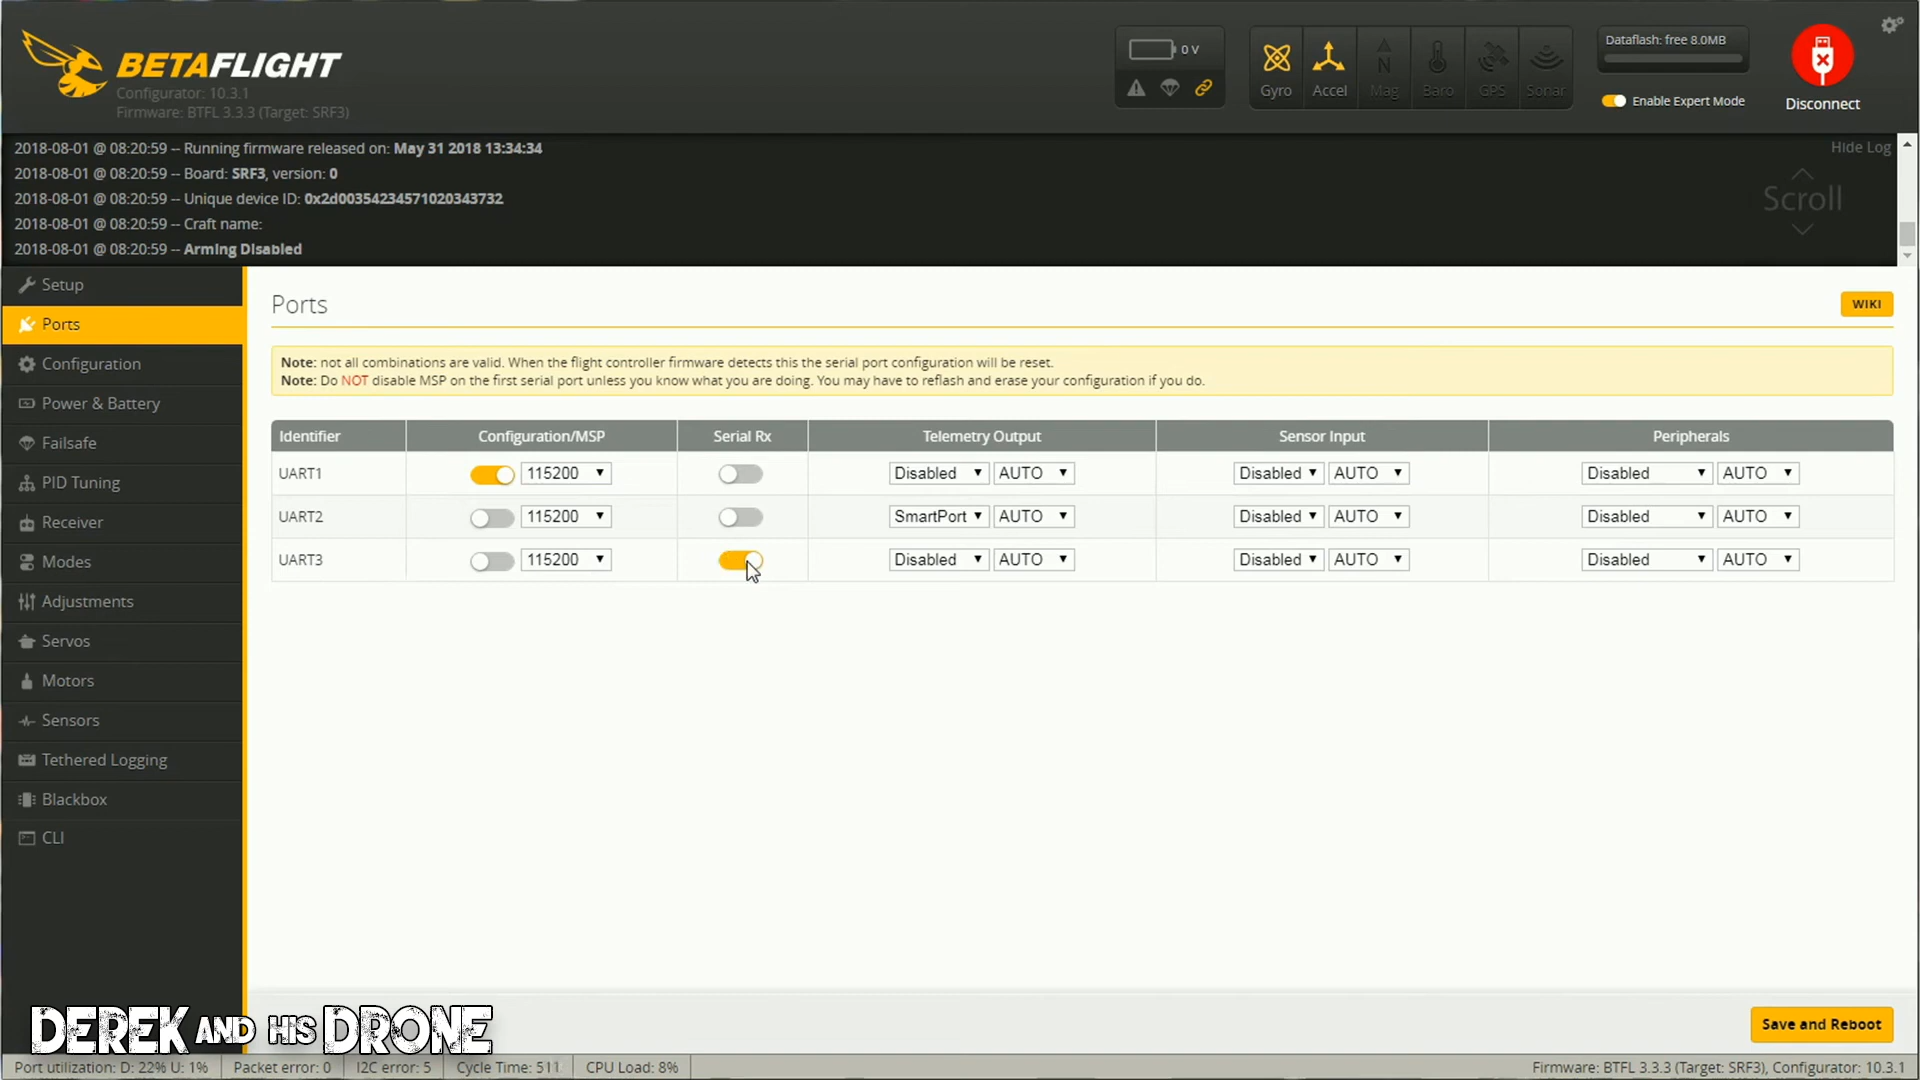 BETAFLIGHT
Configurator: 10.3.1
Firmware: BTFL 3.3.3 (Target: SRF3)
0 V
Gyro
Accel
Mag
Baro
GPS
Sonar
Dataflash: free 8.0MB
Enable Expert Mode
Disconnect
2018-08-01 @ 08:20:59 -- Running firmware released on: May 31 2018 13:34:34
2018-08-01 @ 08:20:59 -- Board: SRF3, version: 0
2018-08-01 @ 08:20:59 -- Unique device ID: 0x2d00354234571020343732
2018-08-01 @ 08:20:59 -- Craft name:
2018-08-01 @ 08:20:59 -- Arming Disabled
Hide Log
Scroll
Setup
Ports
Configuration
Power & Battery
Failsafe
PID Tuning
Receiver
Modes
Adjustments
Servos
Motors
Sensors
Tethered Logging
Blackbox
CLI
Ports
WIKI
Note: not all combinations are valid. When the flight controller firmware detects this the serial port configuration will be reset.
Note: Do NOT disable MSP on the first serial port unless you know what you are doing. You may have to reflash and erase your configuration if you do.
Identifier Configuration/MSP Serial Rx Telemetry Output Sensor Input Peripherals
UART1 115200 Disabled AUTO Disabled AUTO Disabled AUTO
UART2 115200 SmartPort AUTO Disabled AUTO Disabled AUTO
UART3 115200 Disabled AUTO Disabled AUTO Disabled AUTO
Save and Reboot
DEREK AND HIS DRONE
Port utilization: D: 22% U: 1% Packet error: 0 I2C error: 5 Cycle Time: 511 CPU Load: 8% Firmware: BTFL 3.3.3 (Target: SRF3), Configurator: 10.3.1